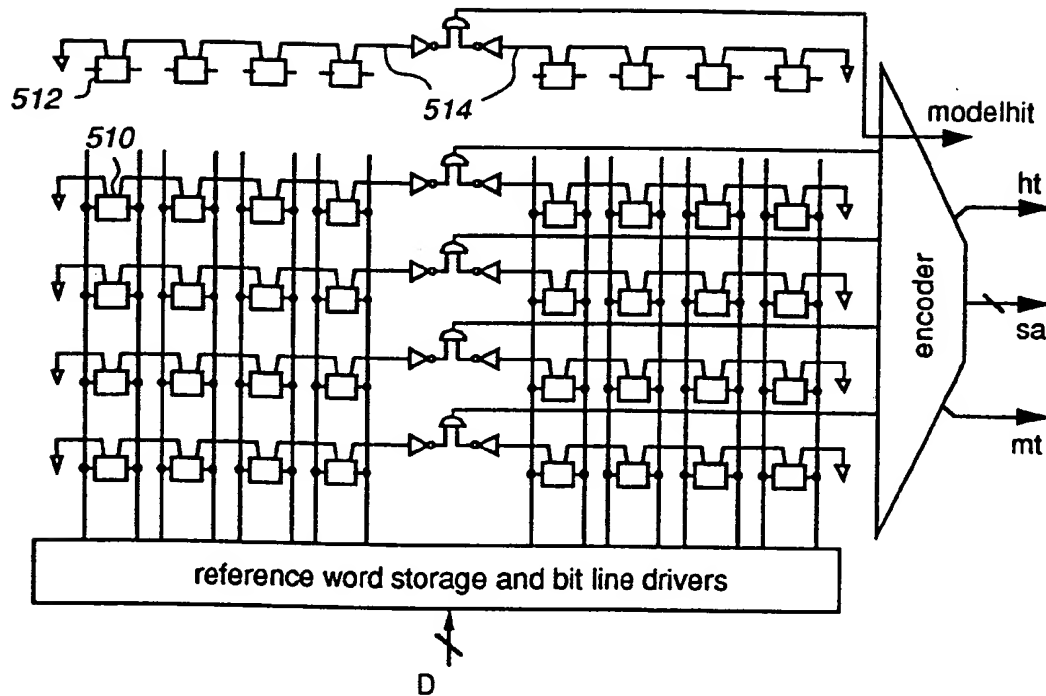 512
514
modelhit
510
ht
encoder
sa
mt
reference word storage and bit line drivers
D